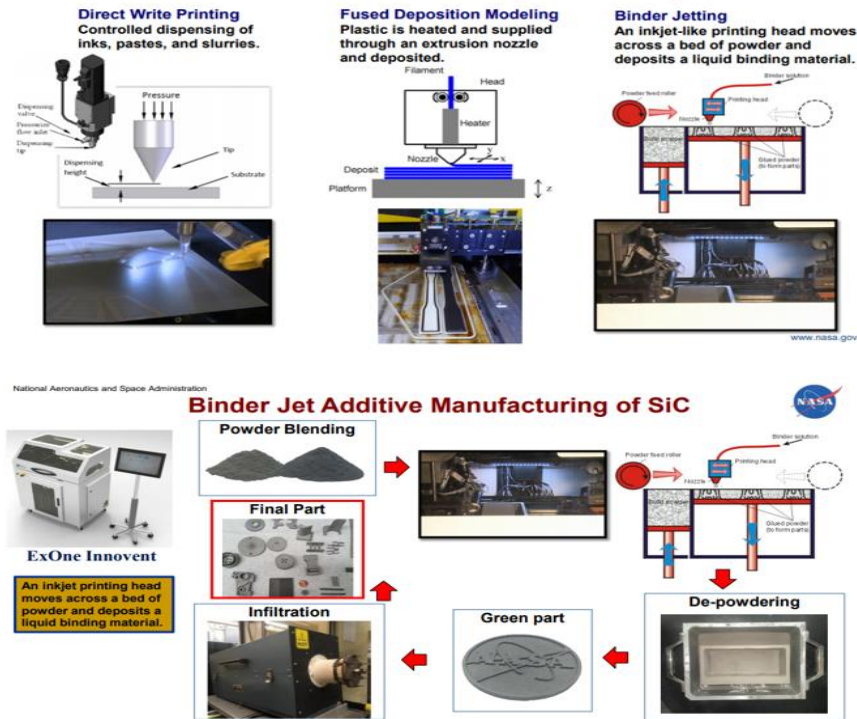 Direct Write Printing
Controlled dispensing of
inks, pastes, and slurries.
Dispensing
valve
Pressurized
flow inlet
Dispensing
tip
Pressure
Tip
Dispensing
height
Substrate
Fused Deposition Modeling
Plastic is heated and supplied
through an extrusion nozzle
and deposited.
Filament
Head
Heater
Nozzle
y
x
Deposit
Platform
z
Binder Jetting
An inkjet-like printing head moves
across a bed of powder and
deposits a liquid binding material.
Binder solution
Powder feed roller
Printing head
Nozzle
Glued powder
(to form parts)
www.nasa.gov
National Aeronautics and Space Administration
Binder Jet Additive Manufacturing of SiC
NASA
ExOne Innovent
An inkjet printing head
moves across a bed of
powder and deposits a
liquid binding material.
Powder Blending
Binder solution
Powder feed roller
Printing head
Nozzle
Glued powder
(to form parts)
De-powdering
Green part
NASA
Infiltration
Final Part